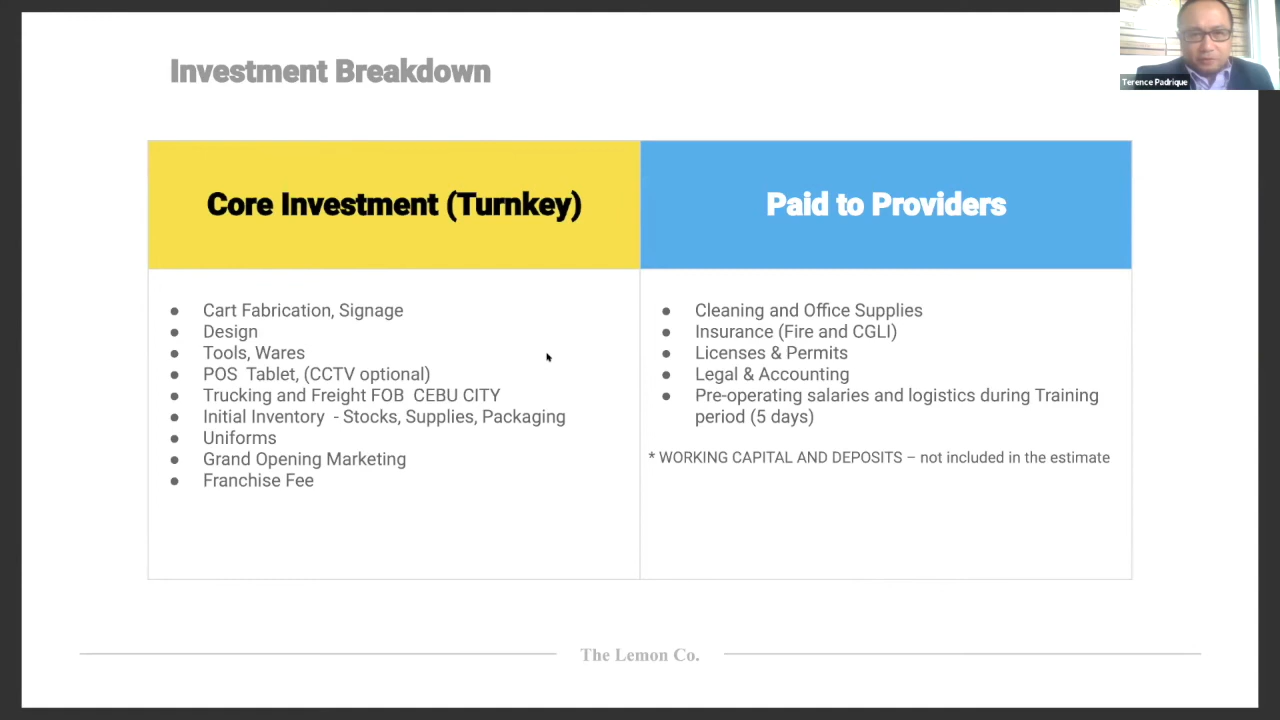 Investment Breakdown
Terence Padrique
Core Investment (Turnkey)
Paid to Providers
● Cart Fabrication, Signage
● Design
● Tools, Wares
● POS Tablet, (CCTV optional)
● Trucking and Freight FOB CEBU CITY
● Initial Inventory - Stocks, Supplies, Packaging
● Uniforms
● Grand Opening Marketing
● Franchise Fee
● Cleaning and Office Supplies
● Insurance (Fire and CGLI)
● Licenses & Permits
● Legal & Accounting
● Pre-operating salaries and logistics during Training
period (5 days)
* WORKING CAPITAL AND DEPOSITS – not included in the estimate
The Lemon Co.